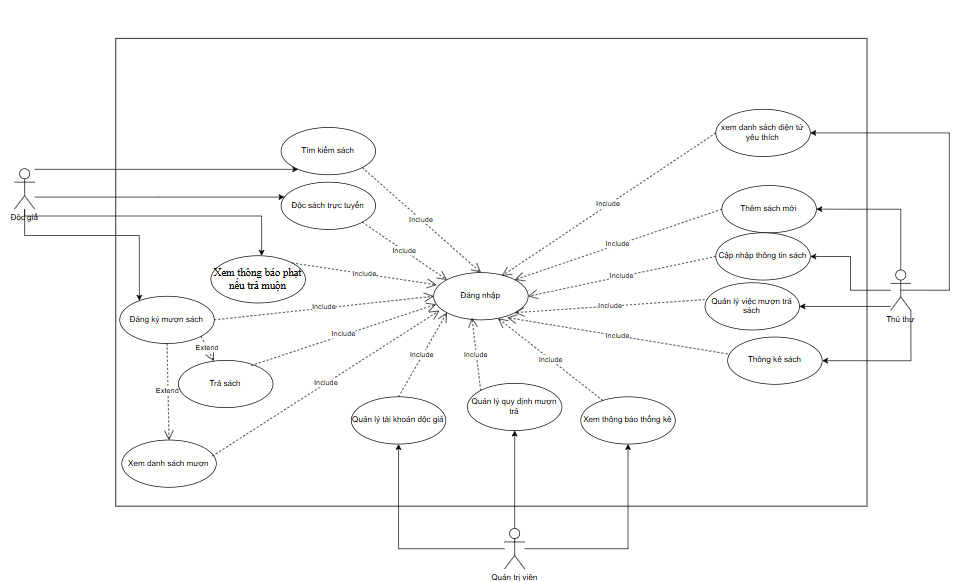 xem danh sách điện tử
yêu thích
Tìm kiếm sách
Include
Độc sách trực tuyến
Include
Thêm sách mới
Độc giả
Include
Include
Include
Cập nhập thông tin sách
Xem thông báo phạt
nếu trả muộn
Include
Include
Đăng nhập
Quản lý việc mượn trả
sách
Include
Include
Đăng ký mượn sách
Thủ thư
Include
Include
Extend
Include
Include
Include
Thống kê sách
Trả sách
Include
Extend
Quản lý quy định mượn
trả
Quản lý tài khoản độc giả
Xem thông báo thống kê
Xem danh sách mượn
Quản trị viên